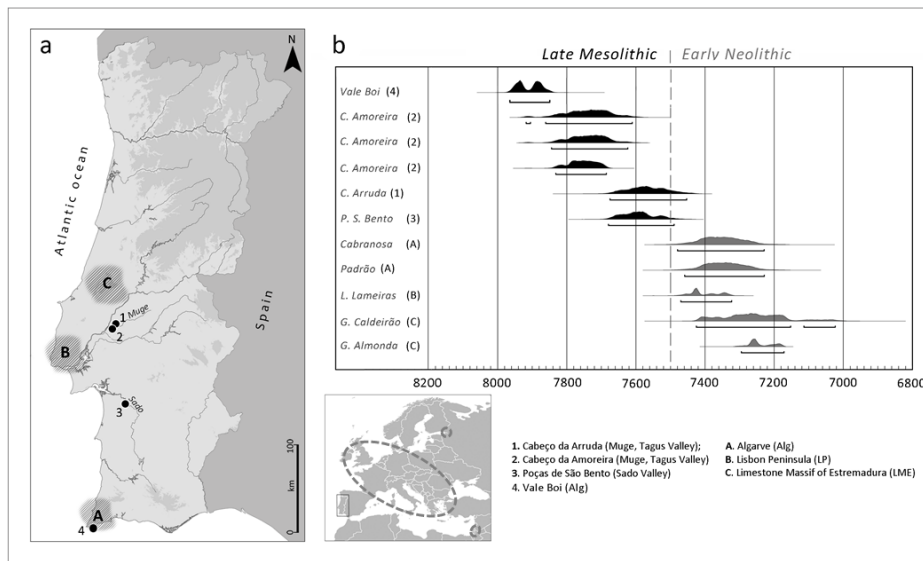 a
N
Atlantic ocean
Spain
C
1 Muge
2
B
3
Sado
A
4
100
km
0
b
Late Mesolithic
Early Neolithic
Vale Boi (4)
C. Amoreira (2)
C. Amoreira (2)
C. Amoreira (2)
C. Arruda (1)
P. S. Bento (3)
Cabranosa (A)
Padrão (A)
L. Lameiras (B)
G. Caldeirão (C)
G. Almonda (C)
8200 8000 7800 7600 7400 7200 7000 6800
1. Cabeço da Arruda (Muge, Tagus Valley);
2. Cabeço da Amoreira (Muge, Tagus Valley)
3. Poças de São Bento (Sado Valley)
4. Vale Boi (Alg)
A. Algarve (Alg)
B. Lisbon Peninsula (LP)
C. Limestone Massif of Estremadura (LME)